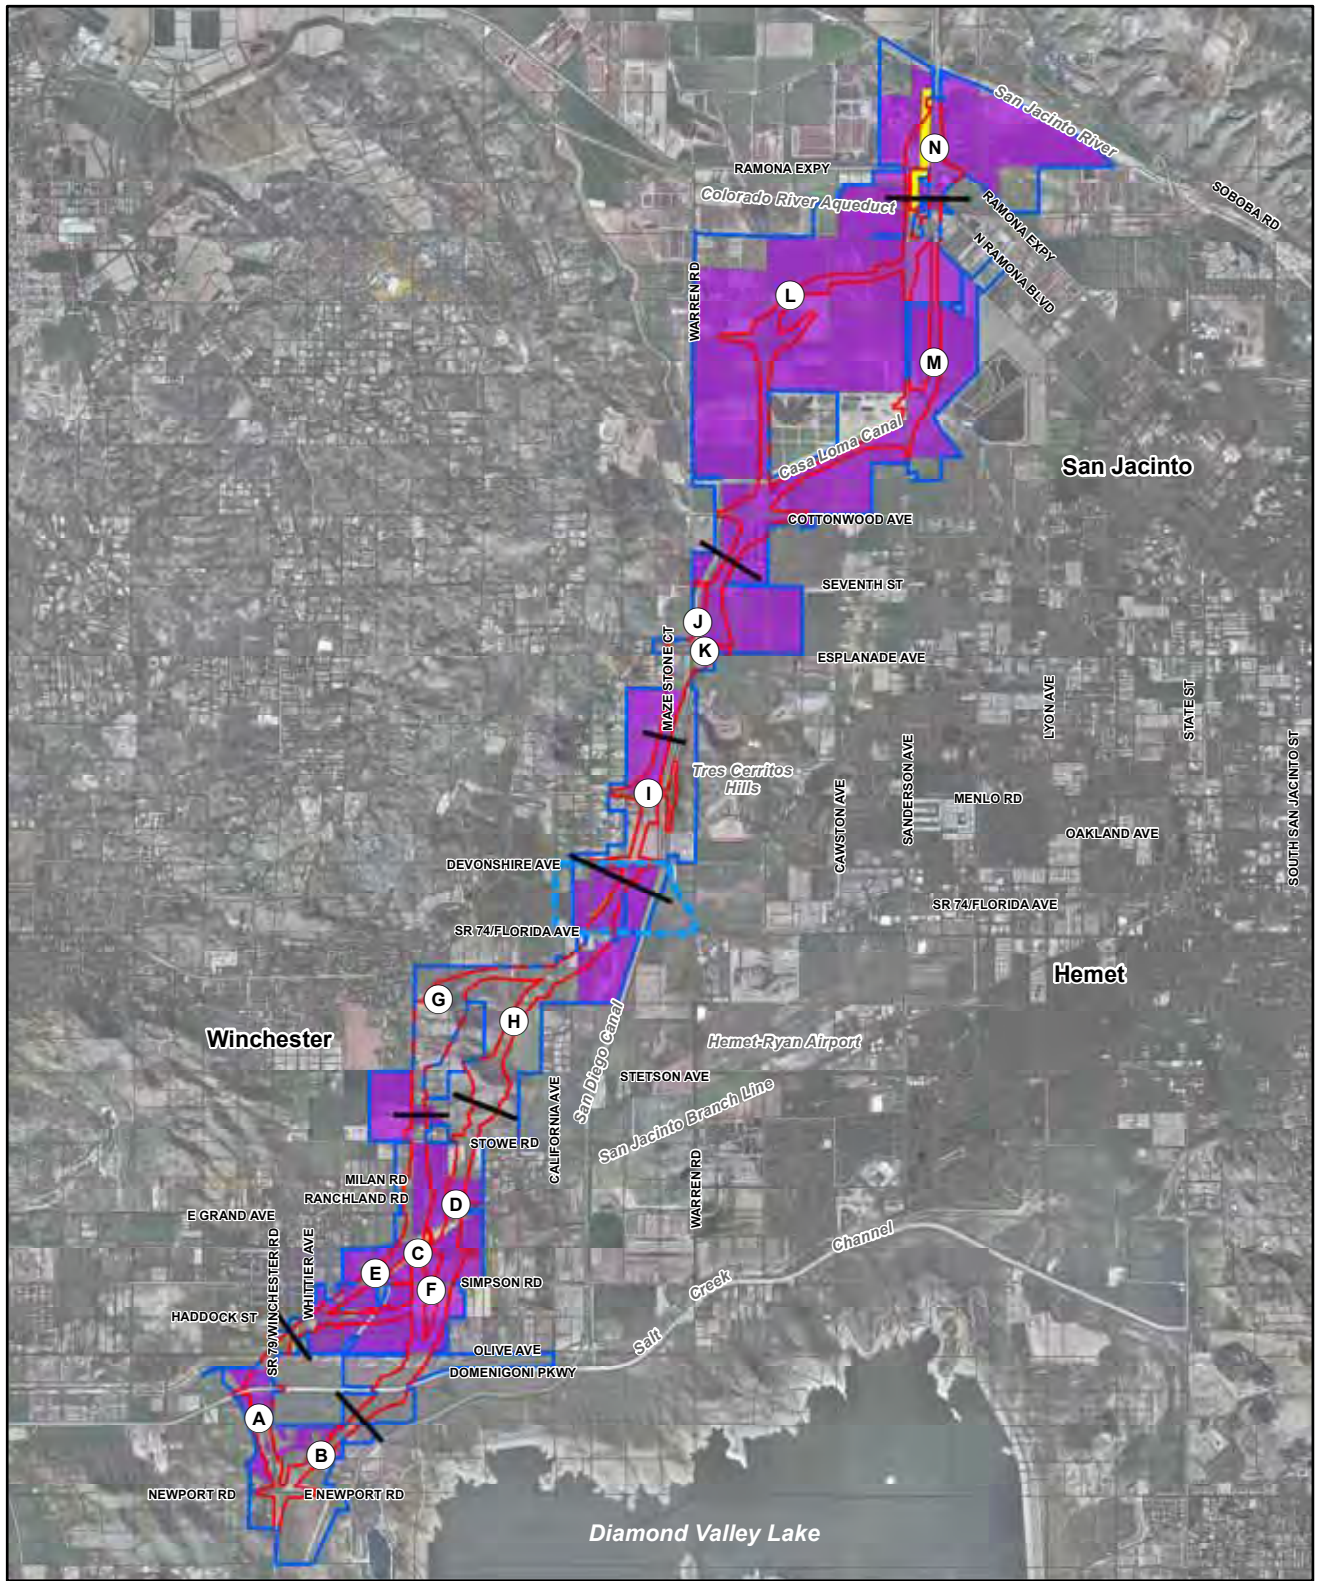 San Jacinto River
N
RAMONA EXPY
SOBOBA RD
Colorado River Aqueduct
RAMONA EXPY
N RAMONA BLVD
WARREN RD
L
M
Casa Loma Canal
San Jacinto
COTTONWOOD AVE
SEVENTH ST
J
K
MAZE STONE CT
ESPLANADE AVE
LYON AVE
STATE ST
SOUTH SAN JACINTO ST
Tres Cerritos
Hills
I
CAWSTON AVE
SANDERSON AVE
MENLO RD
OAKLAND AVE
DEVONSHIRE AVE
SR 74/FLORIDA AVE
SR 74/FLORIDA AVE
Hemet
G
H
Winchester
San Diego Canal
Hemet-Ryan Airport
STETSON AVE
CALIFORNIA AVE
San Jacinto Branch Line
STOWE RD
WARREN RD
MILAN RD
RANCHLAND RD
D
E GRAND AVE
SR 79/WINCHESTER RD
WHITTIER AVE
C
E
F
SIMPSON RD
Salt
Creek
Channel
HADDOCK ST
OLIVE AVE
DOMENIGONI PKWY
A
B
NEWPORT RD
E NEWPORT RD
Diamond Valley Lake